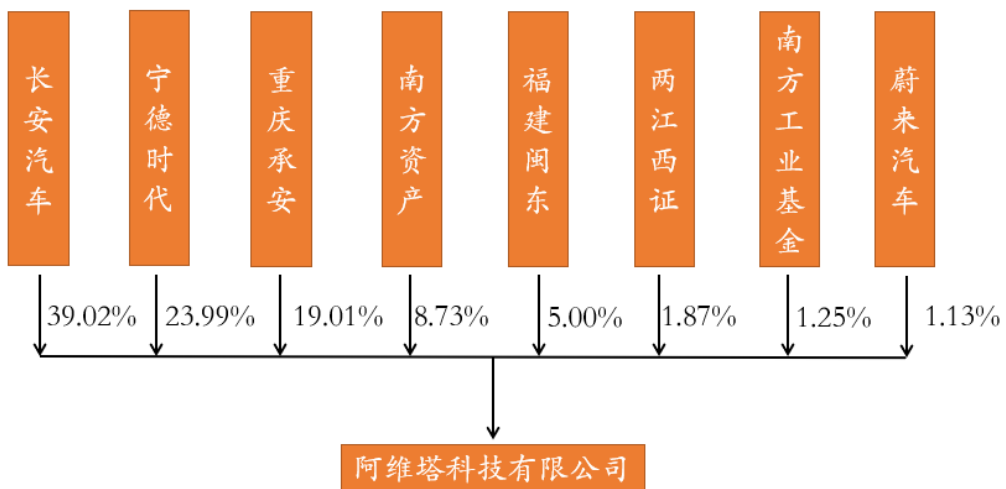 长安汽车
宁德时代
重庆承安
南方资产
福建闽东
两江西证
南方工业基金
蔚来汽车
39.02%
23.99%
19.01%
8.73%
5.00%
1.87%
1.25%
1.13%
阿维塔科技有限公司